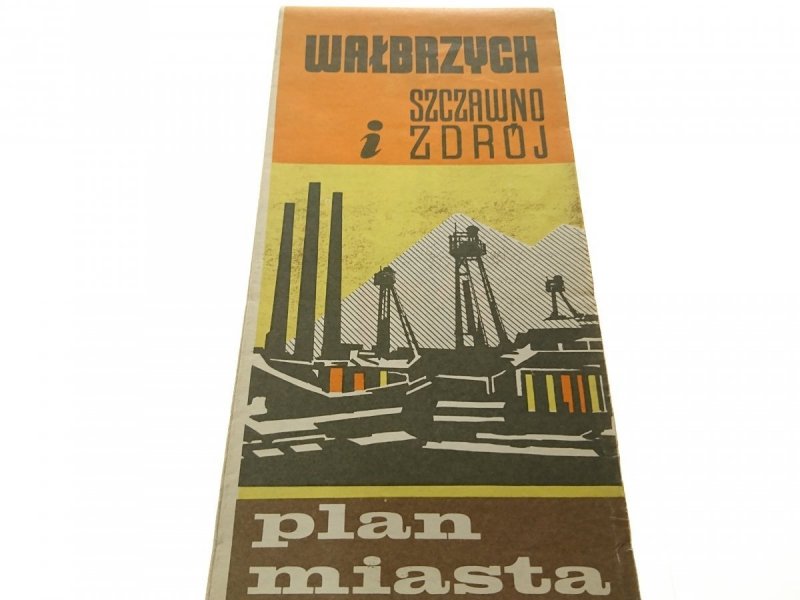 WAŁBRZYCH
SZCZAWNO
i ZDRÓJ
plan
miasta